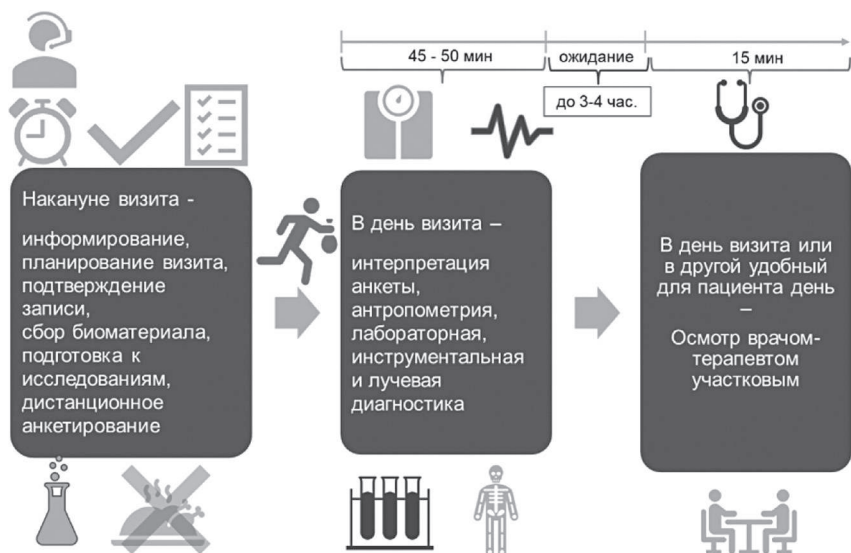 45 - 50 мин
ожидание
15 мин
до 3-4 час.
Накануне визита -
информирование,
планирование визита,
подтверждение
записи,
сбор биоматериала,
подготовка к
исследованиям,
дистанционное
анкетирование
В день визита –
интерпретация
анкеты,
антропометрия,
лабораторная,
инструментальная
и лучевая
диагностика
В день визита или
в другой удобный
для пациента день
–
Осмотр врачом-
терапевтом
участковым